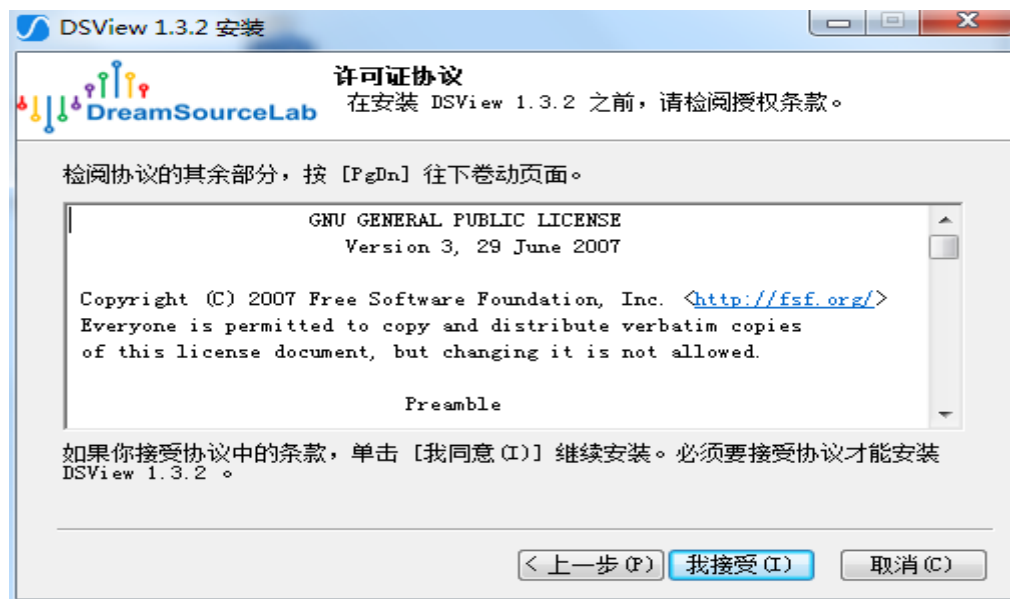 DSView 1.3.2 安装
DreamSourceLab
许可证协议
在安装 DSView 1.3.2 之前，请检阅授权条款。
检阅协议的其余部分，按 [PgDn] 往下卷动页面。
GNU GENERAL PUBLIC LICENSE
Version 3, 29 June 2007
Copyright (C) 2007 Free Software Foundation, Inc. <http://fsf.org/>
Everyone is permitted to copy and distribute verbatim copies
of this license document, but changing it is not allowed.
Preamble
如果你接受协议中的条款，单击 [我同意(I)] 继续安装。必须要接受协议才能安装
DSView 1.3.2 。
< 上一步(P) 我接受(I) 取消(C)